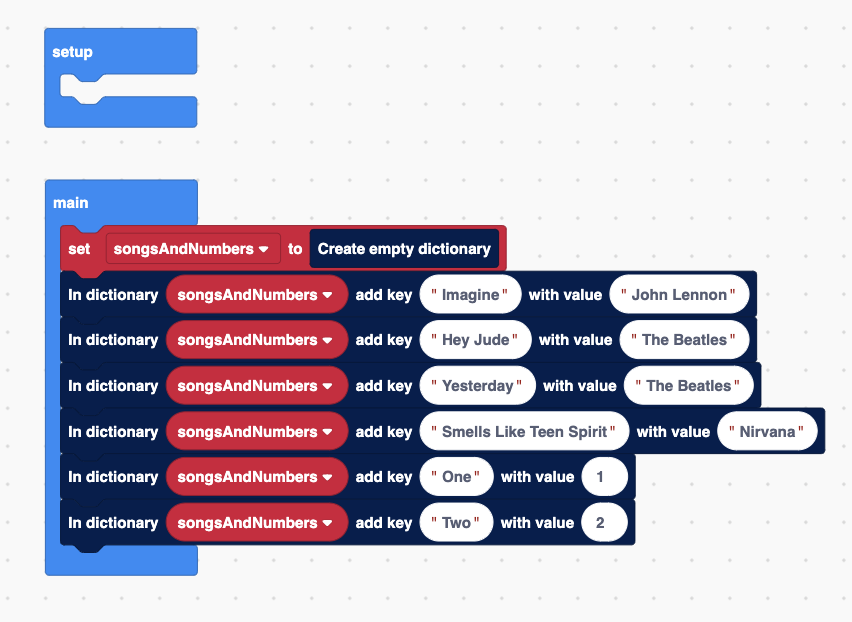 setup
main
set songsAndNumbers to Create empty dictionary
In dictionary songsAndNumbers add key "Imagine" with value "John Lennon"
In dictionary songsAndNumbers add key "Hey Jude" with value "The Beatles"
In dictionary songsAndNumbers add key "Yesterday" with value "The Beatles"
In dictionary songsAndNumbers add key "Smells Like Teen Spirit" with value "Nirvana"
In dictionary songsAndNumbers add key "One" with value 1
In dictionary songsAndNumbers add key "Two" with value 2